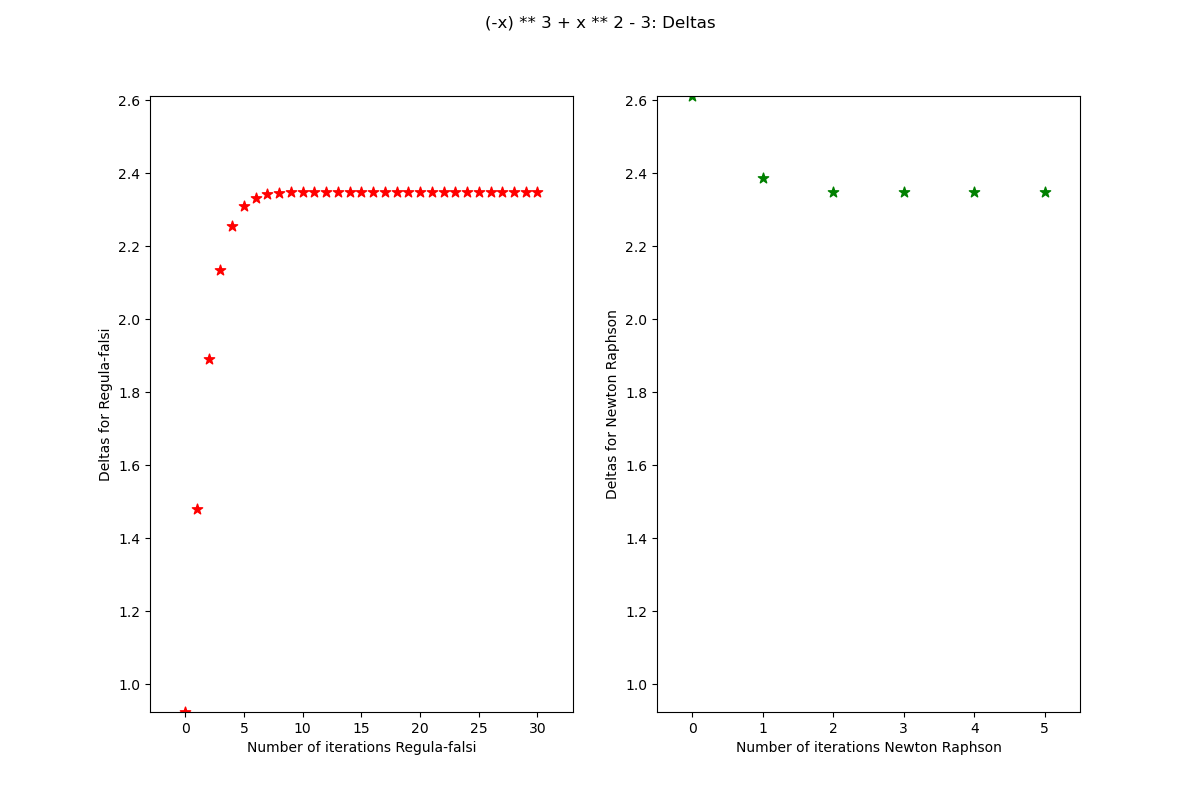 (-x) ** 3 + x ** 2 - 3: Deltas
Deltas for Regula-falsi
2.6
2.4
2.2
2.0
1.8
1.6
1.4
1.2
1.0
0 5 10 15 20 25 30
Number of iterations Regula-falsi
Deltas for Newton Raphson
2.6
2.4
2.2
2.0
1.8
1.6
1.4
1.2
1.0
0 1 2 3 4 5
Number of iterations Newton Raphson